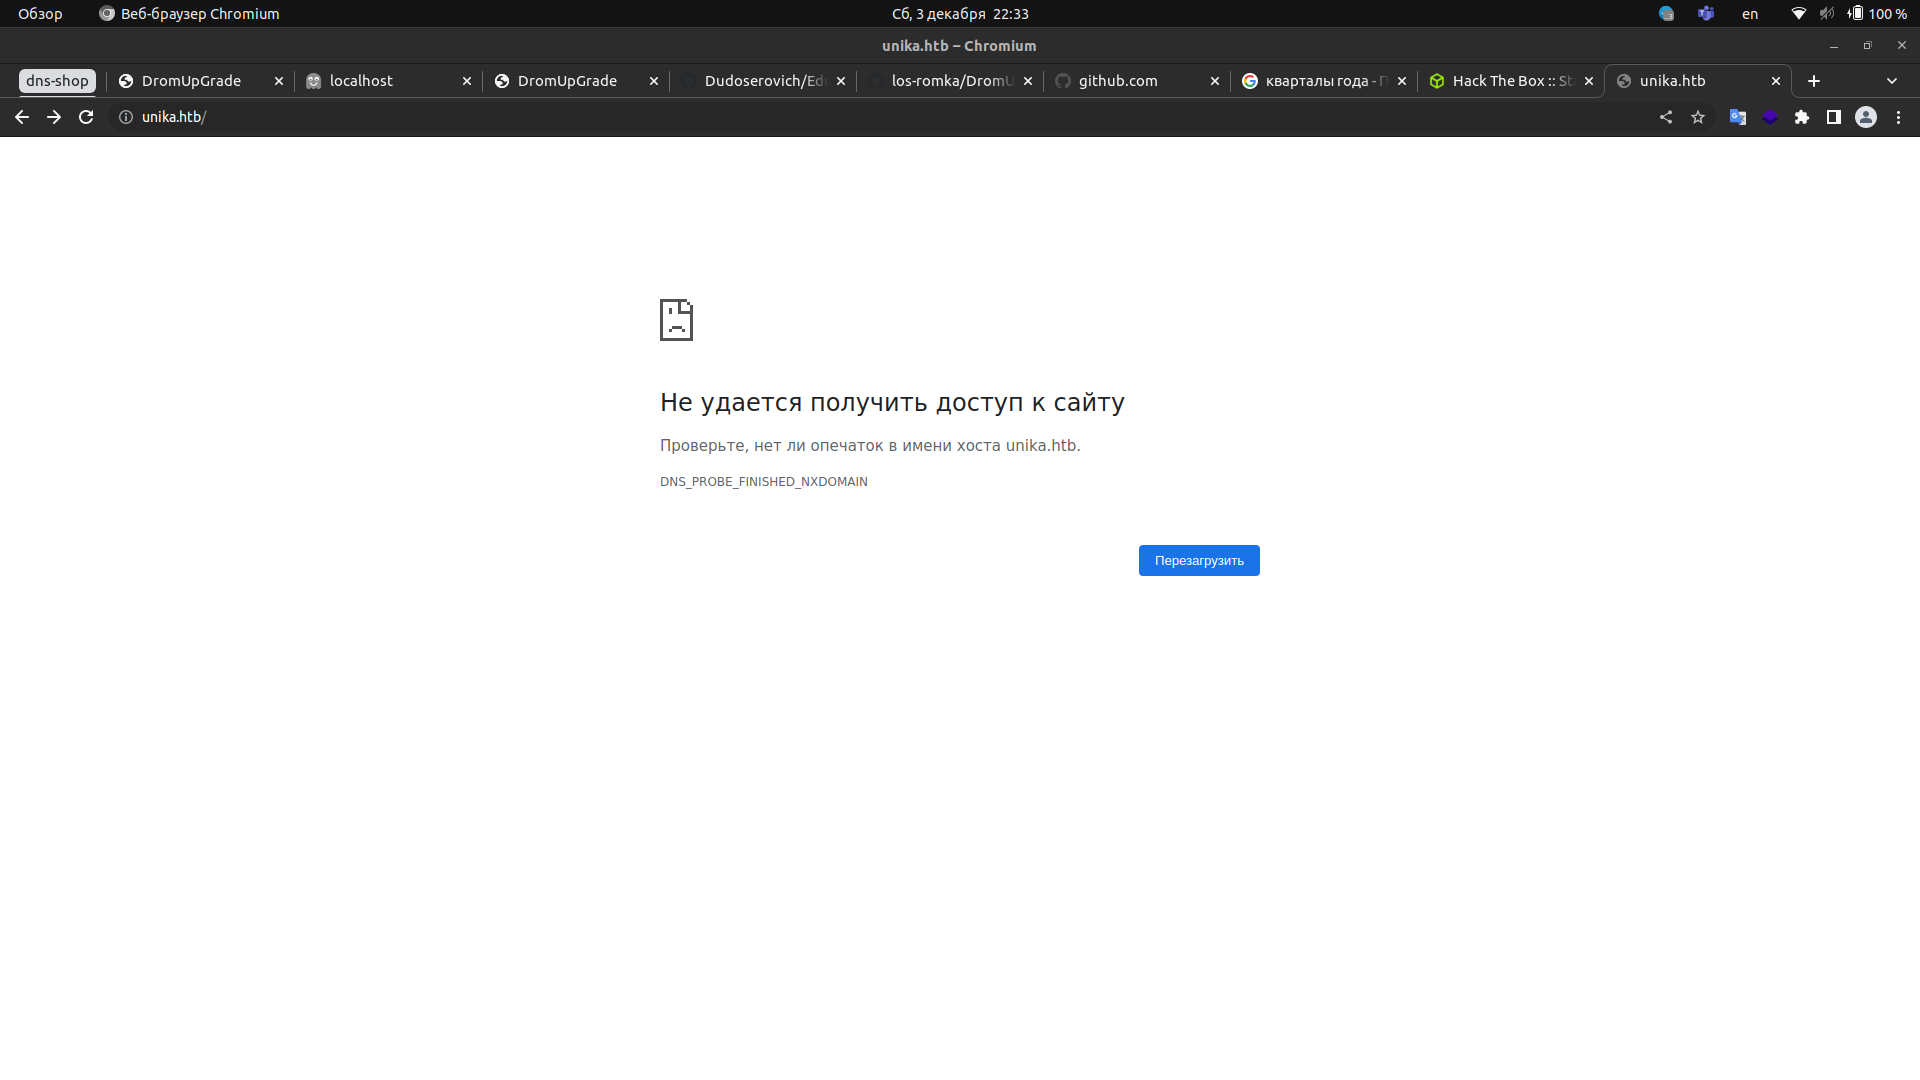 Обзор Веб-браузер Chromium Сб, 3 декабря 22:33 en 100 %
unika.htb – Chromium
dns-shop DromUpGrade localhost DromUpGrade Dudoserovich/Ed los-romka/DromU github.com кварталы года - Hack The Box :: St unika.htb
unika.htb/
Не удается получить доступ к сайту
Проверьте, нет ли опечаток в имени хоста unika.htb.
DNS_PROBE_FINISHED_NXDOMAIN
Перезагрузить